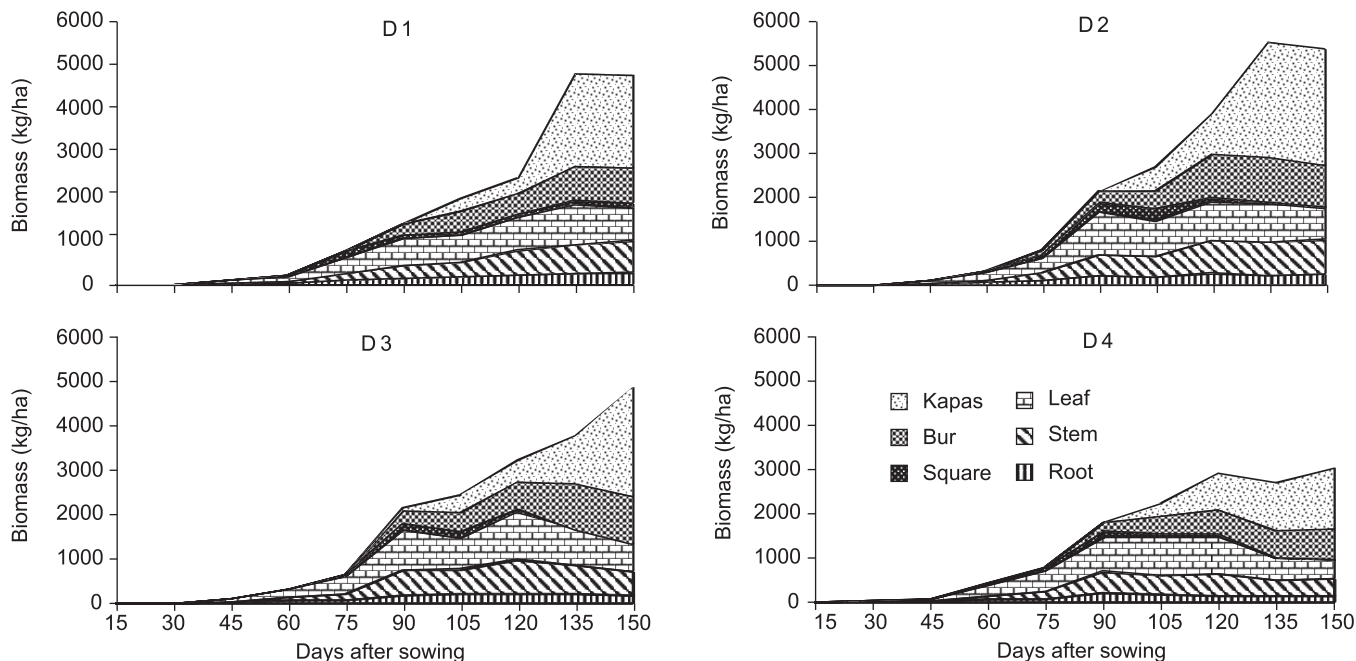 D 1
6000
5000
4000
3000
2000
1000
0
Biomass (kg/ha)
D 2
6000
5000
4000
3000
2000
1000
0
Biomass (kg/ha)
D 3
6000
5000
4000
3000
2000
1000
0
Biomass (kg/ha)
15 30 45 60 75 90 105 120 135 150
Days after sowing
D 4
6000
5000
4000
3000
2000
1000
0
Biomass (kg/ha)
Kapas Leaf
Bur Stem
Square Root
15 30 45 60 75 90 105 120 135 150
Days after sowing